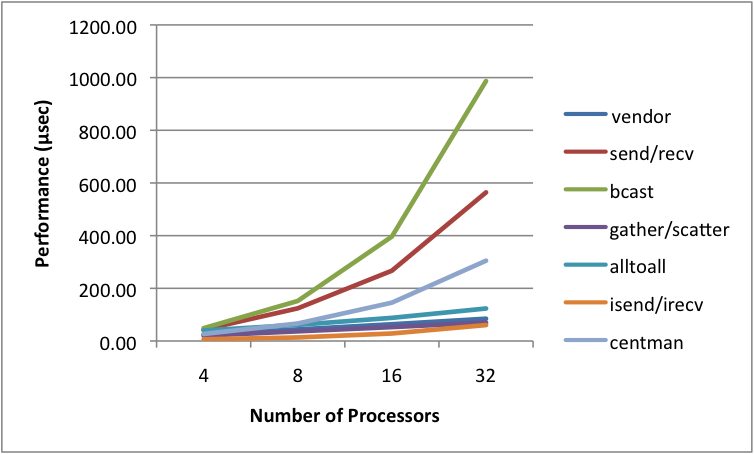 1200.00
1000.00
800.00
600.00
400.00
200.00
0.00
Performance (µsec)
4 8 16 32
Number of Processors
vendor
send/recv
bcast
gather/scatter
alltoall
isend/irecv
centman